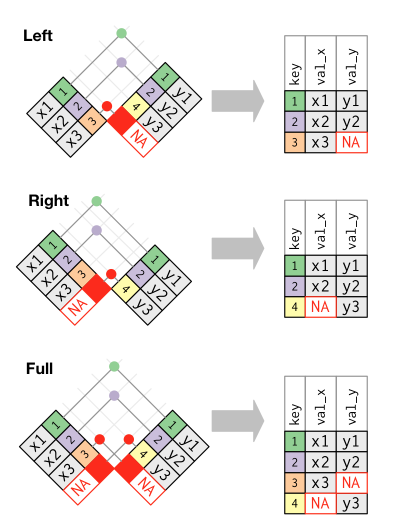 Left
1 2 3
x1 x2 x3
1 2 4
y1 y2 y3
NA
key val_x val_y
1 x1 y1
2 x2 y2
3 x3 NA
Right
1 2 3
x1 x2 x3
NA
1 2 4
y1 y2 y3
key val_x val_y
1 x1 y1
2 x2 y2
4 NA y3
Full
1 2 3
x1 x2 x3
NA
1 2 4
y1 y2 y3
NA
key val_x val_y
1 x1 y1
2 x2 y2
3 x3 NA
4 NA y3